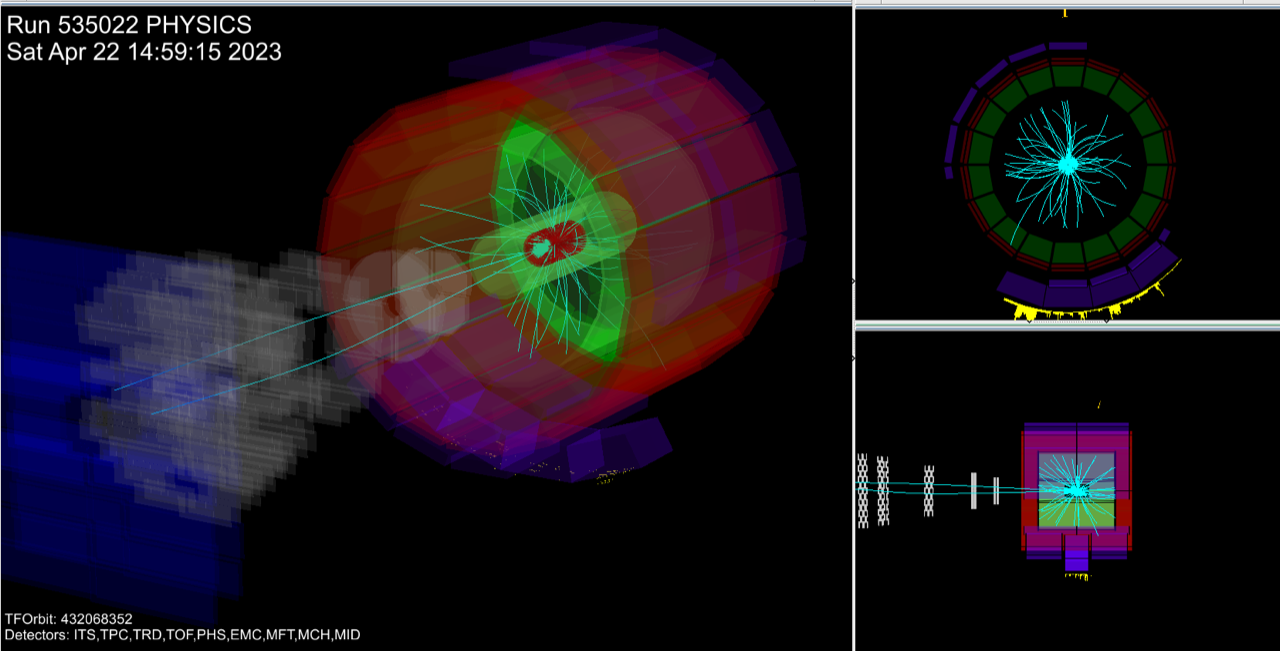 Run 535022 PHYSICS
Sat Apr 22 14:59:15 2023
TFOrbit: 432068352
Detectors: ITS,TPC,TRD,TOF,PHS,EMC,MFT,MCH,MID